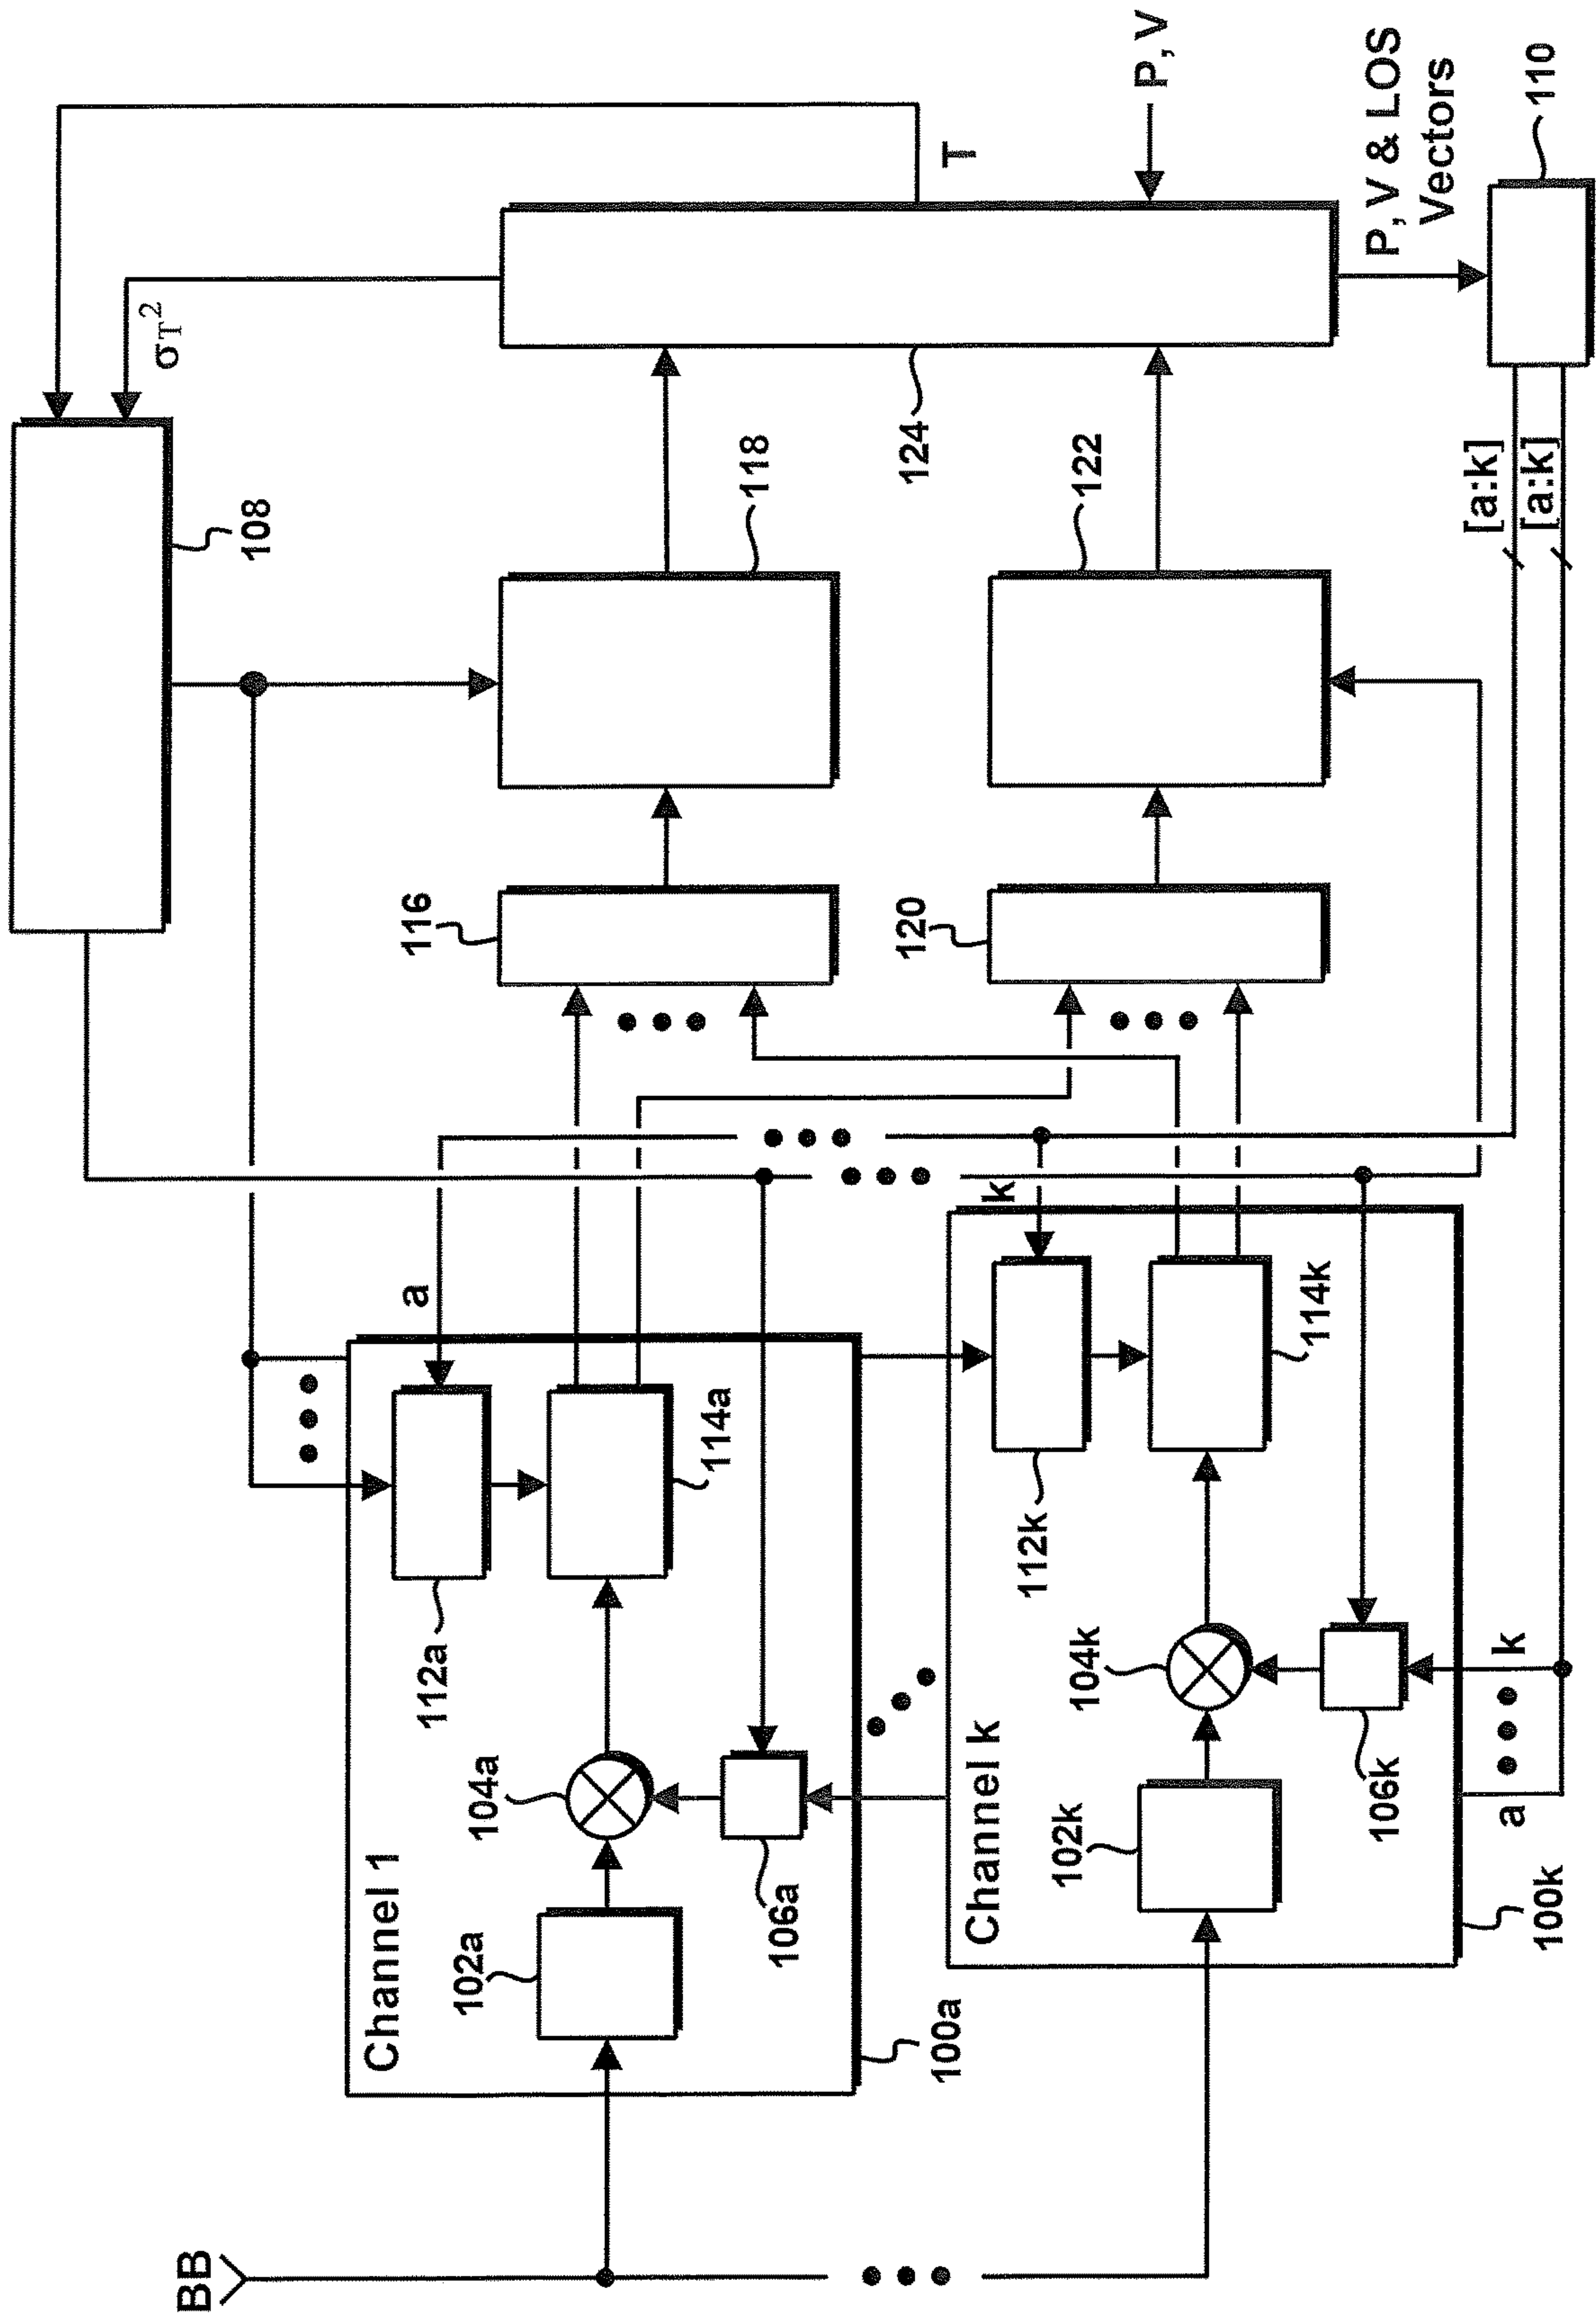 BB
Channel 1
102a
104a
106a
112a
114a
a
100a
Channel k
102k
104k
106k
112k
114k
k
100k
a
k
108
116
118
120
122
124
σT²
T
P, V
P, V & LOS
Vectors
110
[a:k]
[a:k]